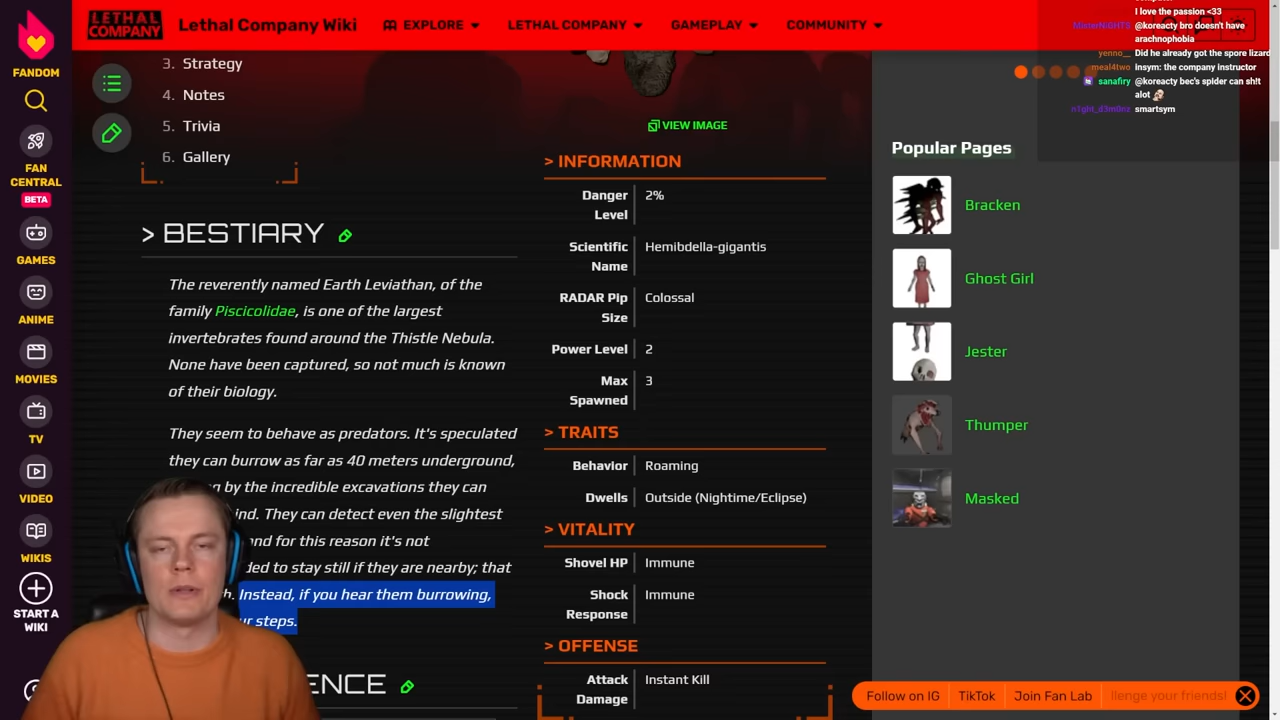 LETHAL COMPANY
Lethal Company Wiki
EXPLORE
LETHAL COMPANY
GAMEPLAY
COMMUNITY
FANDOM
FAN CENTRAL
BETA
GAMES
ANIME
MOVIES
TV
VIDEO
WIKIS
START A WIKI
3. Strategy
4. Notes
5. Trivia
6. Gallery
> BESTIARY
The reverently named Earth Leviathan, of the
family Piscicolidae, is one of the largest
invertebrates found around the Thistle Nebula.
None have been captured, so not much is known
of their biology.
They seem to behave as predators. It's speculated
they can burrow as far as 40 meters underground,
by the incredible excavations they can
ind. They can detect even the slightest
and for this reason it's not
ded to stay still if they are nearby; that
h. Instead, if you hear them burrowing,
ur steps.
ENCE
VIEW IMAGE
> INFORMATION
Danger Level 2%
Scientific Name Hemibdella-gigantis
RADAR Pip Size Colossal
Power Level 2
Max Spawned 3
> TRAITS
Behavior Roaming
Dwells Outside (Nightime/Eclipse)
> VITALITY
Shovel HP Immune
Shock Response Immune
> OFFENSE
Attack Damage Instant Kill
Popular Pages
Bracken
Ghost Girl
Jester
Thumper
Masked
I love the passion <33
@koreacty bro doesn't have
arachnophobia
yenno__ Did he already got the spore lizard
meal4two insym: the company instructor
sanafiry @koreacty bec's spider can sh!t
alot
n1ght_d3m0nz smartsym
Follow on IG
TikTok
Join Fan Lab
llenge your friends!